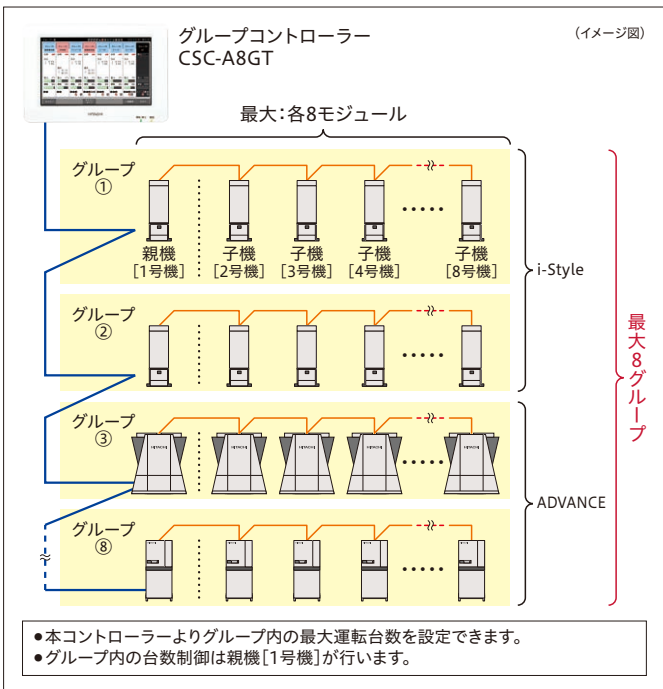 グループコントローラー
CSC-A8GT
(イメージ図)
HITACHI
最大:各8モジュール
グループ
①
親機
[1号機]
子機
[2号機]
子機
[3号機]
子機
[4号機]
子機
[8号機]
i-Style
グループ
②
グループ
③
HITACHI
HITACHI
HITACHI
HITACHI
HITACHI
ADVANCE
グループ
⑧
最大8グループ
●本コントローラーよりグループ内の最大運転台数を設定できます。
●グループ内の台数制御は親機[1号機]が行います。